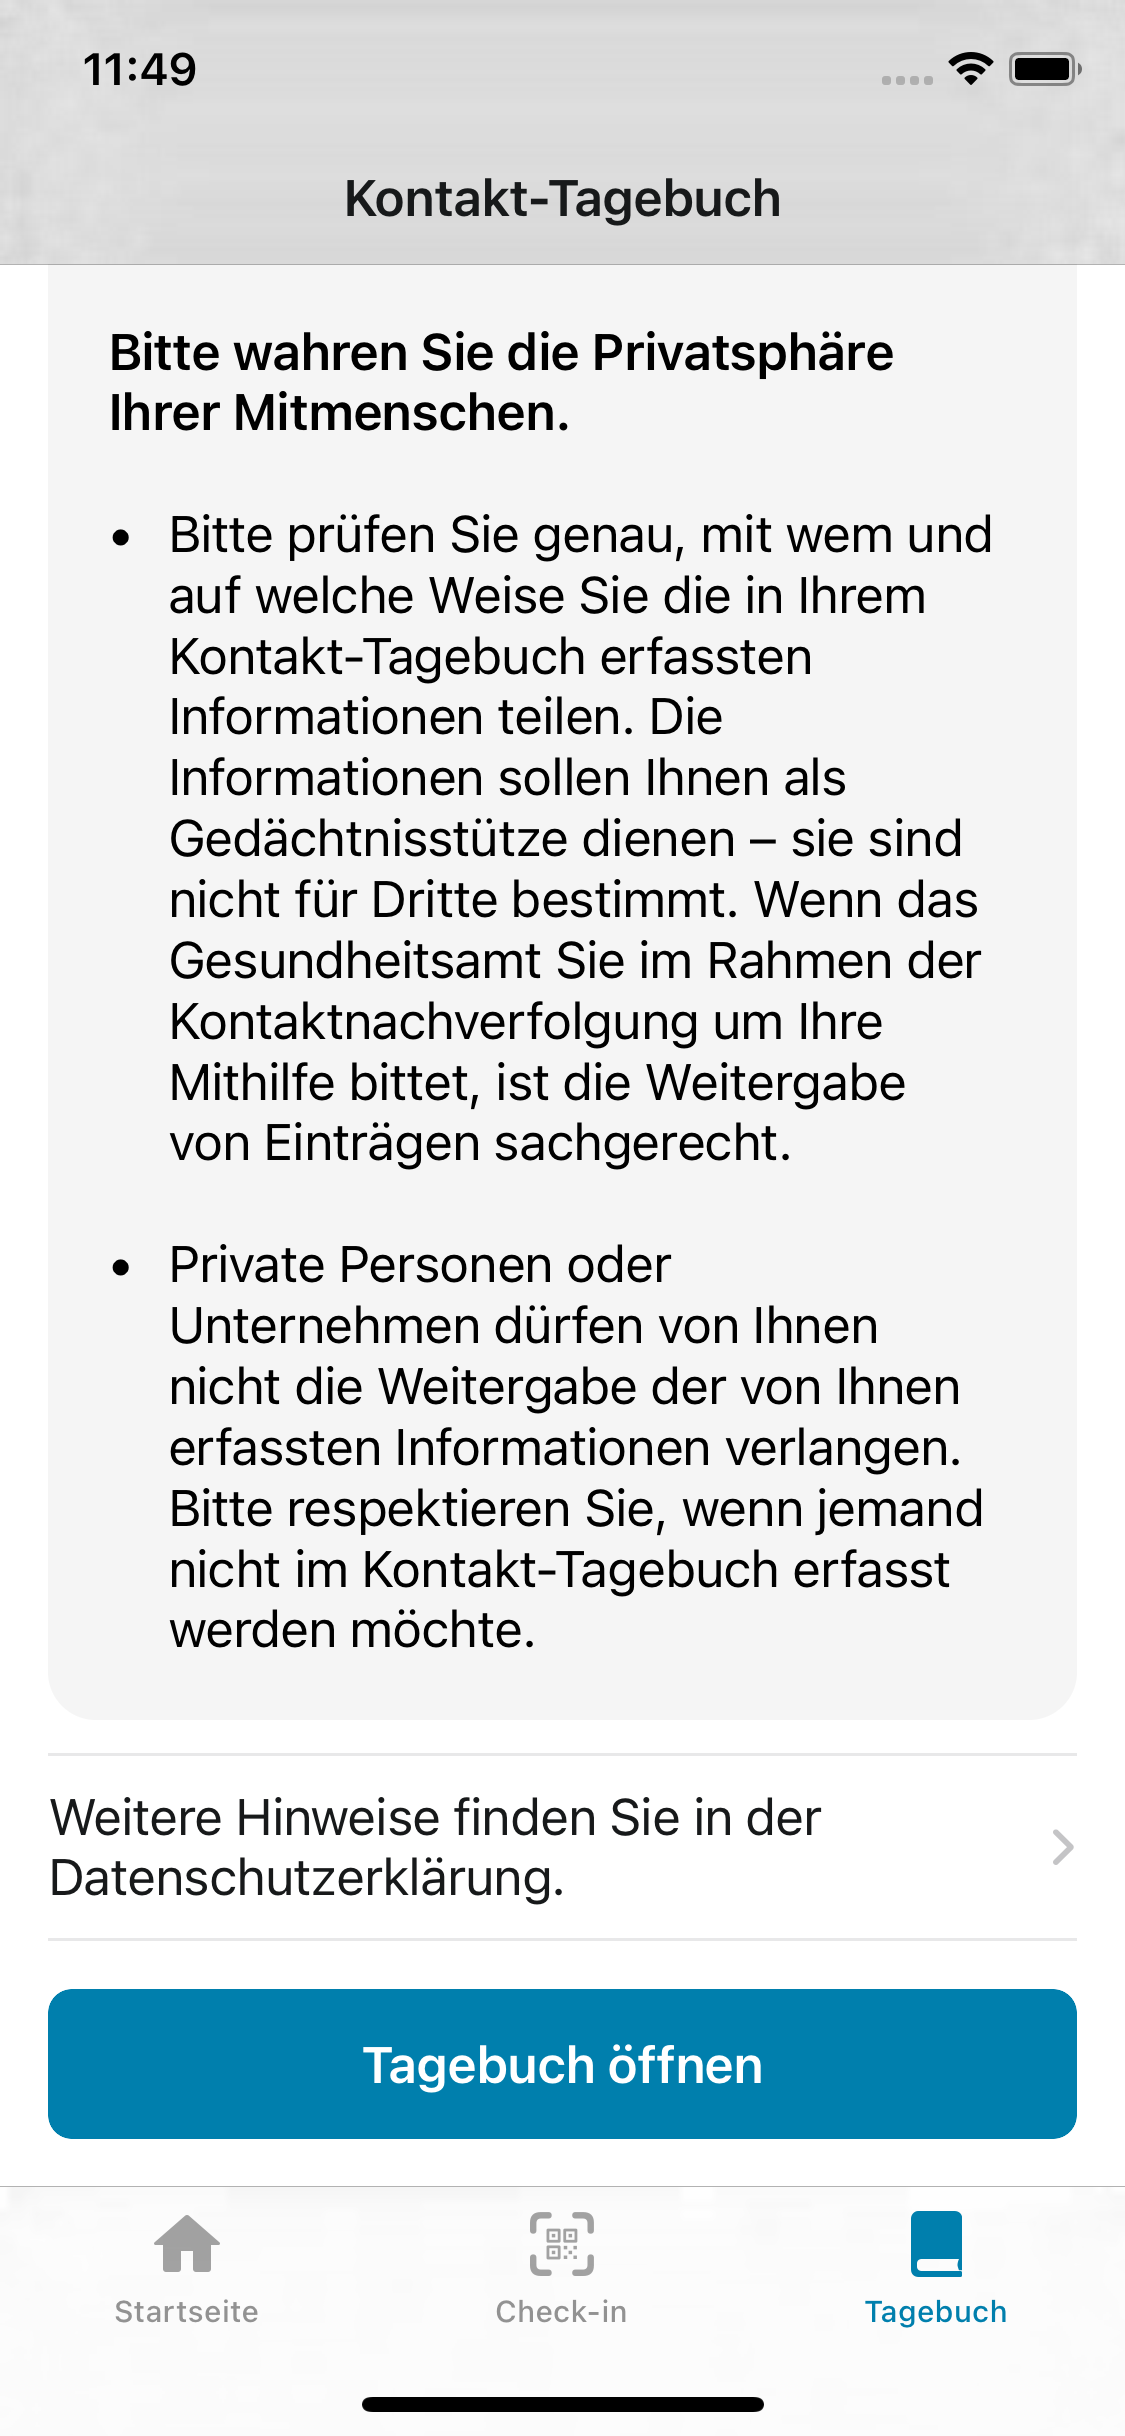 11:49
Kontakt-Tagebuch
Bitte wahren Sie die Privatsphäre
Ihrer Mitmenschen.
• Bitte prüfen Sie genau, mit wem und
auf welche Weise Sie die in Ihrem
Kontakt-Tagebuch erfassten
Informationen teilen. Die
Informationen sollen Ihnen als
Gedächtnisstütze dienen – sie sind
nicht für Dritte bestimmt. Wenn das
Gesundheitsamt Sie im Rahmen der
Kontaktnachverfolgung um Ihre
Mithilfe bittet, ist die Weitergabe
von Einträgen sachgerecht.
• Private Personen oder
Unternehmen dürfen von Ihnen
nicht die Weitergabe der von Ihnen
erfassten Informationen verlangen.
Bitte respektieren Sie, wenn jemand
nicht im Kontakt-Tagebuch erfasst
werden möchte.
Weitere Hinweise finden Sie in der
Datenschutzerklärung.
Tagebuch öffnen
Startseite
Check-in
Tagebuch